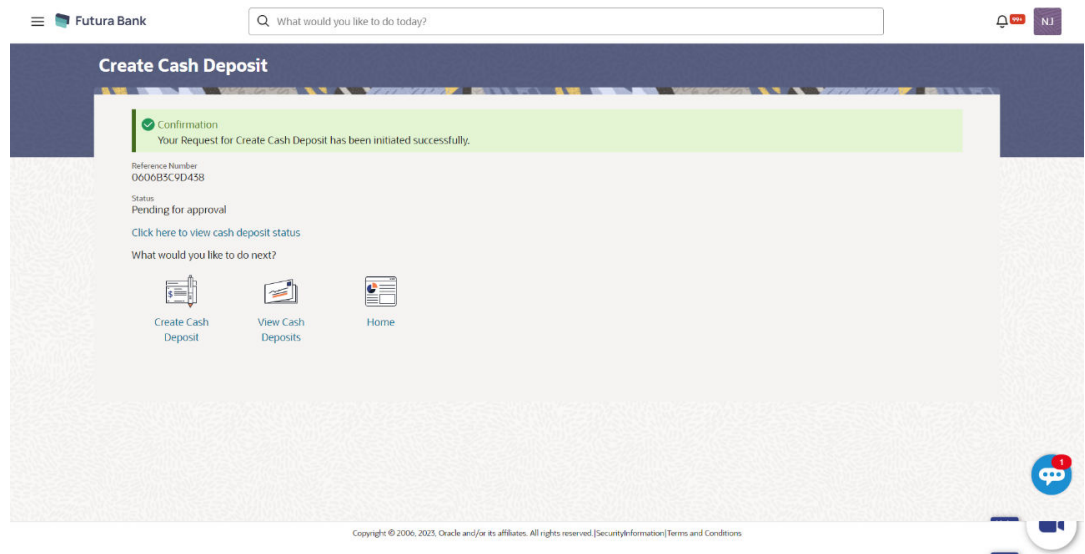 Futura Bank
What would you like to do today?
99+
NJ
Create Cash Deposit
Confirmation
Your Request for Create Cash Deposit has been initiated successfully.
Reference Number
0606B3C9D438
Status
Pending for approval
Click here to view cash deposit status
What would you like to do next?
$
Create Cash
Deposit
View Cash
Deposits
Home
1
Copyright © 2006, 2023, Oracle and/or its affiliates. All rights reserved.|SecurityInformation|Terms and Conditions